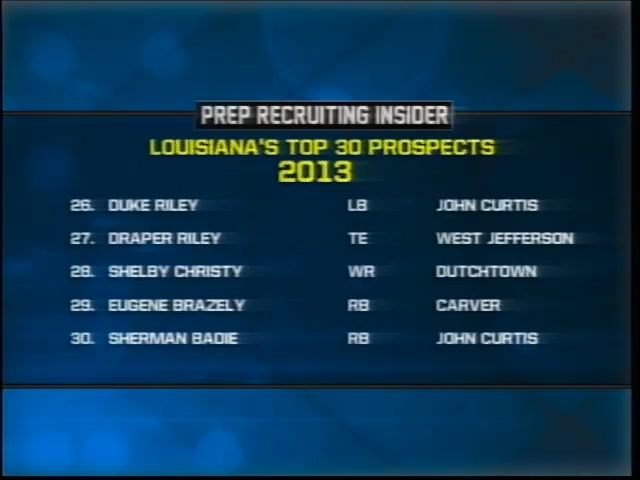 PREP RECRUITING INSIDER
LOUISIANA'S TOP 30 PROSPECTS
2013
26. DUKE RILEY LB JOHN CURTIS
27. DRAPER RILEY TE WEST JEFFERSON
28. SHELBY CHRISTY WR DUTCHTOWN
29. EUGENE BRAZELY RB CARVER
30. SHERMAN BADIE RB JOHN CURTIS